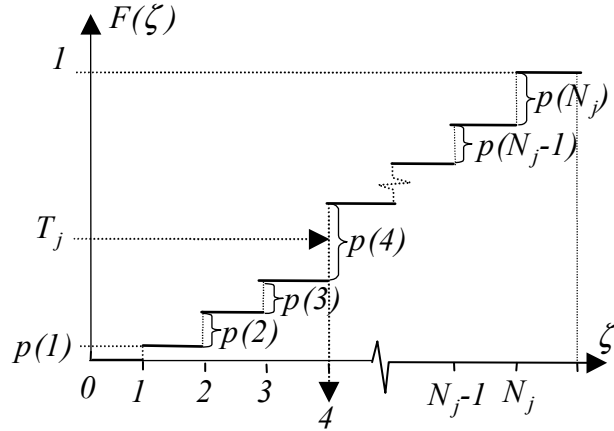 F(ζ)
1
p(N_j)
p(N_j-1)
T_j
p(4)
p(3)
p(2)
p(1)
ζ
0 1 2 3 4 N_j-1 N_j